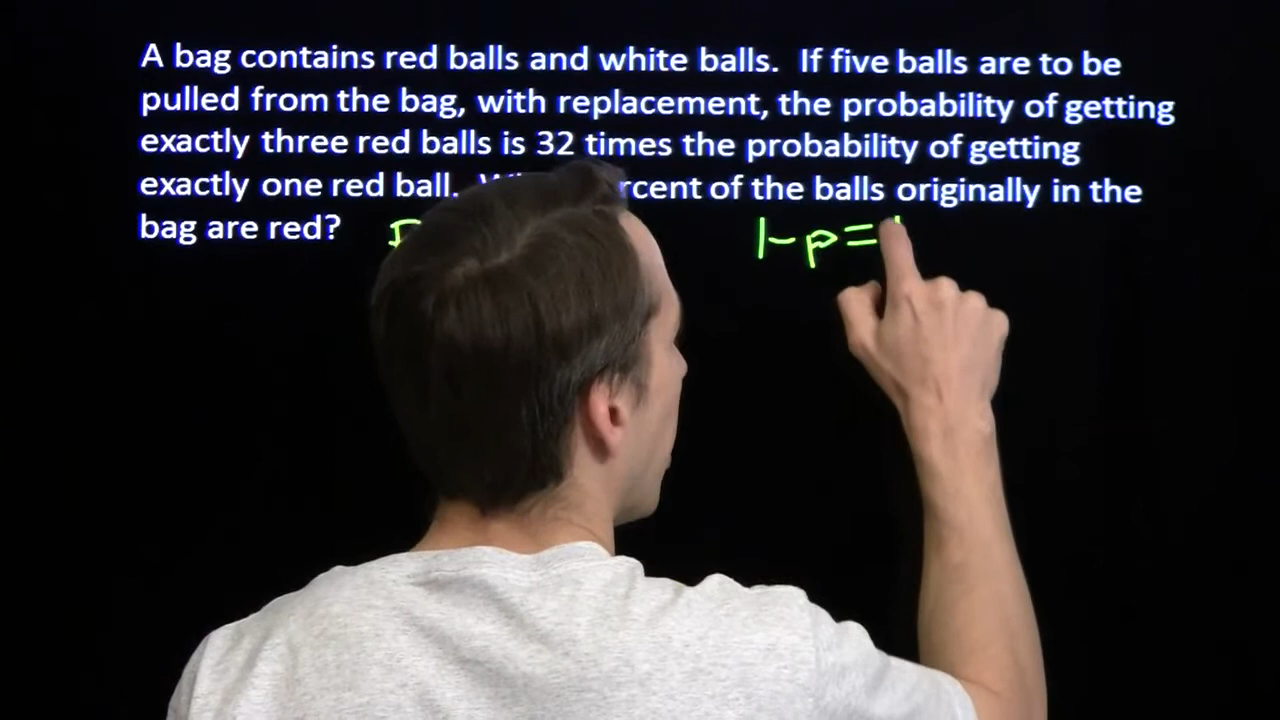 A bag contains red balls and white balls. If five balls are to be
pulled from the bag, with replacement, the probability of getting
exactly three red balls is 32 times the probability of getting
exactly one red ball. of the balls originally in the
bag are red? 1-p=